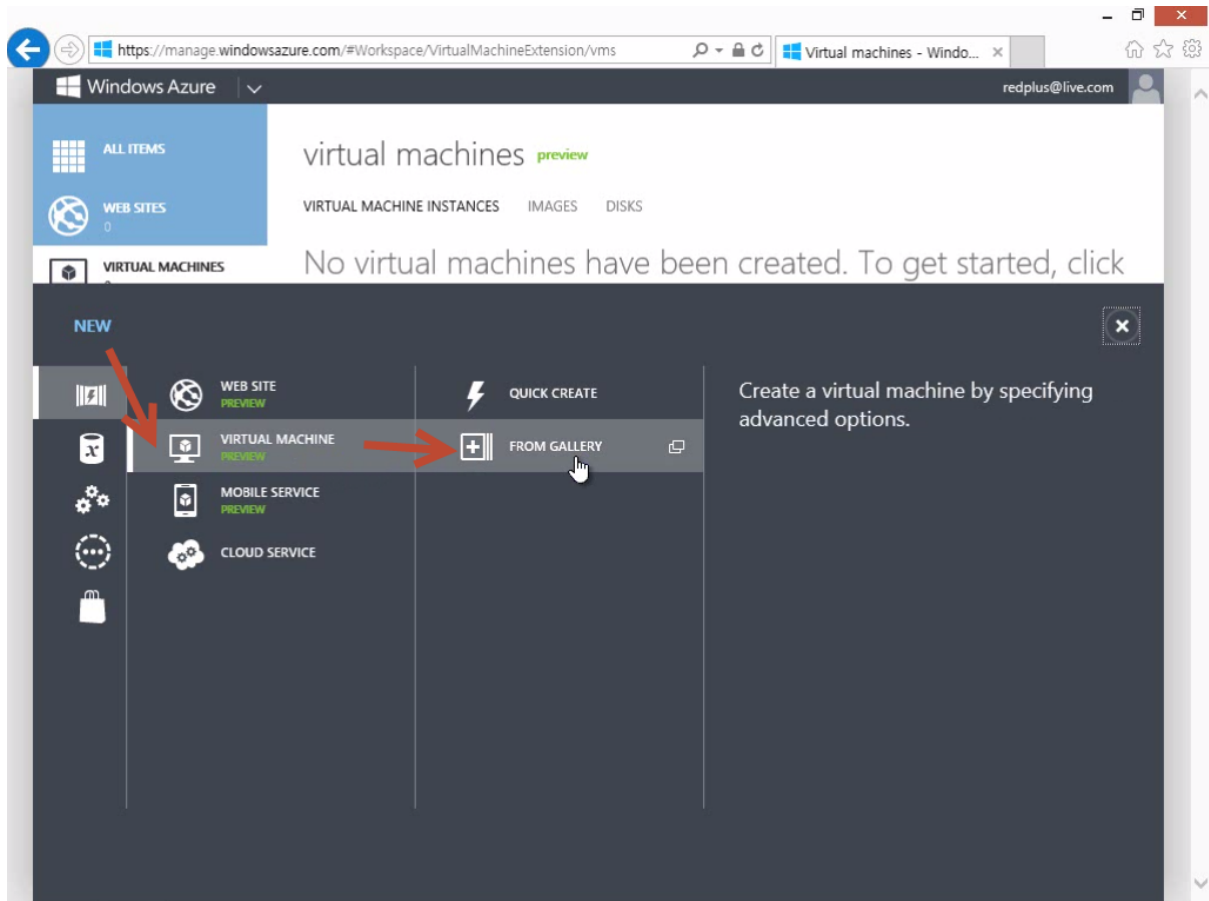 https://manage.windowsazure.com/#Workspace/VirtualMachineExtension/vms
Virtual machines - Windo...
Windows Azure
redplus@live.com
ALL ITEMS
WEB SITES
0
VIRTUAL MACHINES
virtual machines preview
VIRTUAL MACHINE INSTANCES IMAGES DISKS
No virtual machines have been created. To get started, click
NEW
WEB SITE
PREVIEW
VIRTUAL MACHINE
PREVIEW
MOBILE SERVICE
PREVIEW
CLOUD SERVICE
QUICK CREATE
FROM GALLERY
Create a virtual machine by specifying
advanced options.